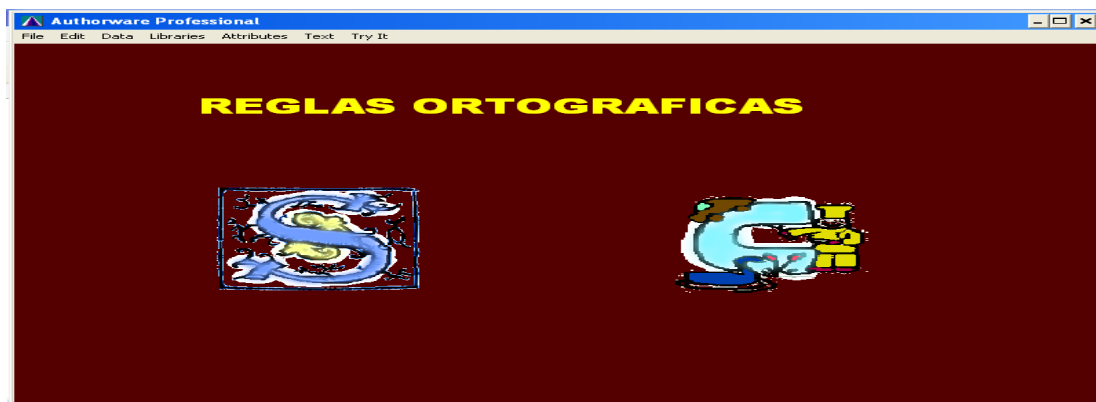 Authorware Professional
File Edit Data Libraries Attributes Text Try It
REGLAS ORTOGRAFICAS
S C